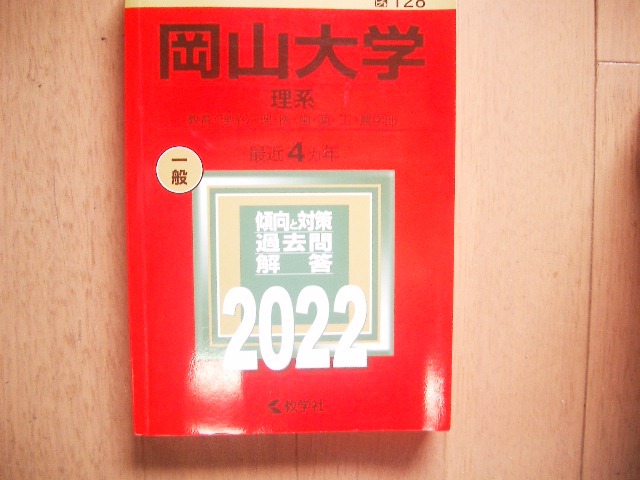 128
岡山大学
理系
最近4カ年
一般
傾向と対策
過去問
解答
2022
教学社